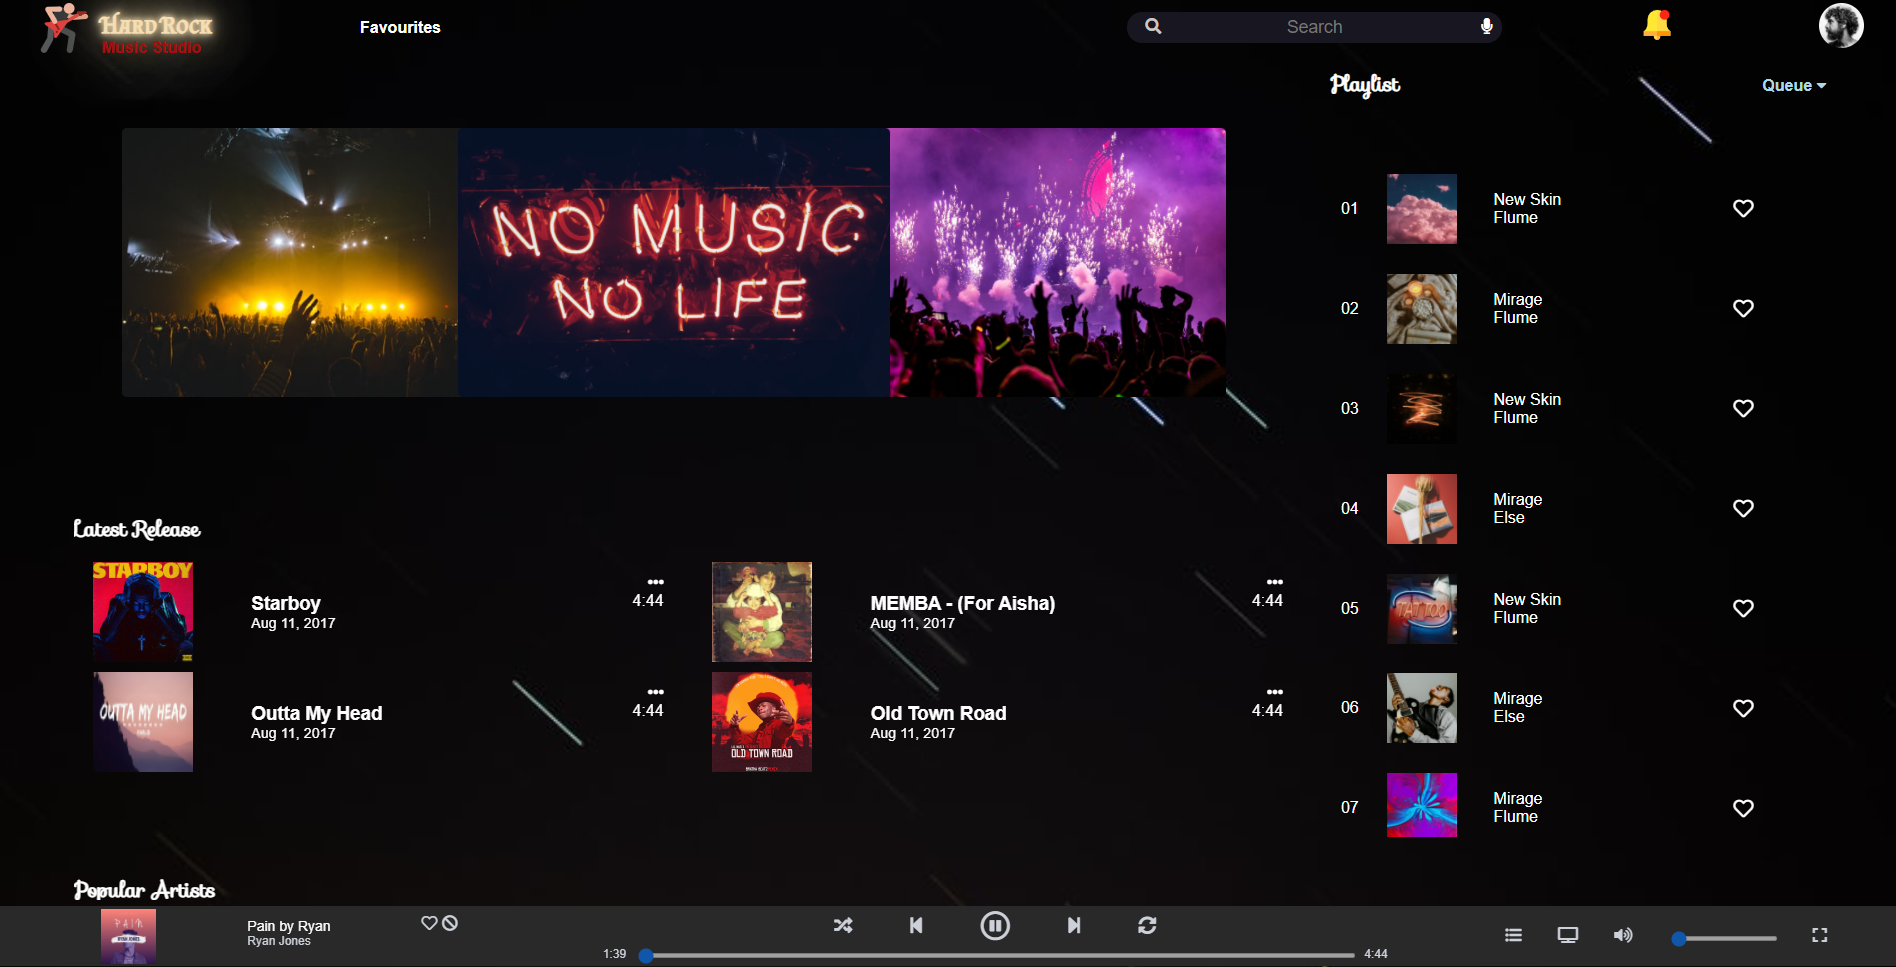 Hard Rock
Music Studio
Favourites
Search
Playlist
Queue
NO MUSIC
NO LIFE
01
New Skin
Flume
02
Mirage
Flume
03
New Skin
Flume
04
Mirage
Else
05
TATTOO
New Skin
Flume
06
Mirage
Else
07
Mirage
Flume
Latest Release
STARBOY
Starboy
Aug 11, 2017
4:44
MEMBA - (For Aisha)
Aug 11, 2017
4:44
OUTTA MY HEAD
Outta My Head
Aug 11, 2017
4:44
OLD TOWN ROAD
Old Town Road
Aug 11, 2017
4:44
Popular Artists
PAIN
RYAN JONES
Pain by Ryan
Ryan Jones
1:39
4:44